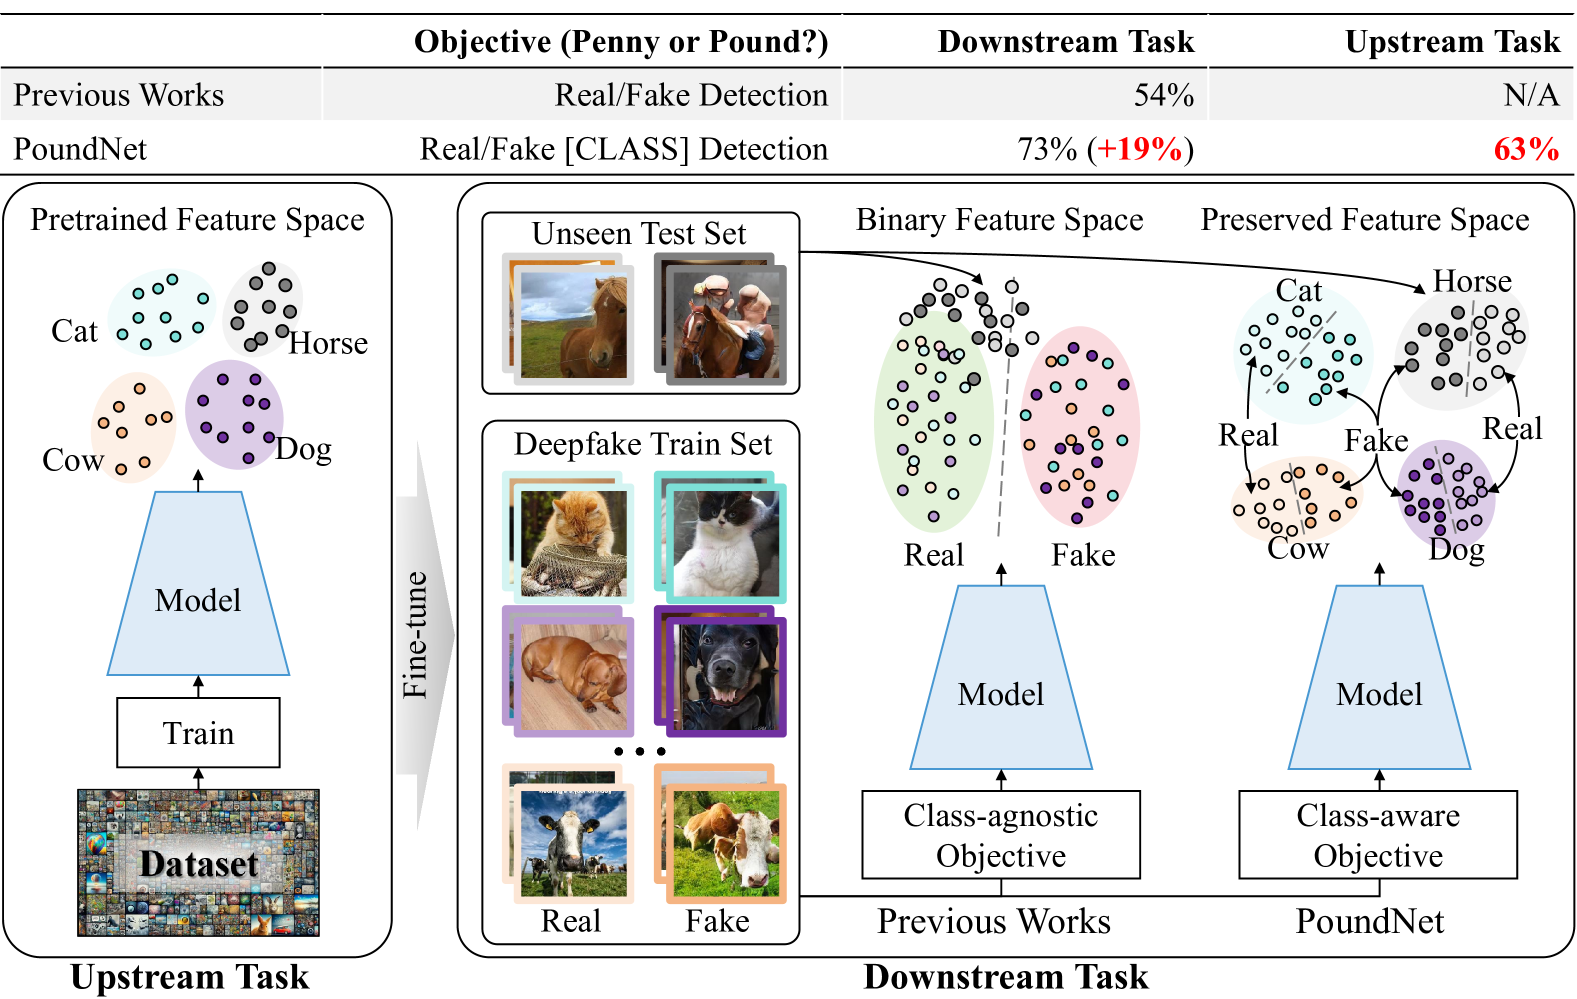 Objective (Penny or Pound?) Downstream Task Upstream Task
Previous Works Real/Fake Detection 54% N/A
PoundNet Real/Fake [CLASS] Detection 73% (+19%) 63%
Pretrained Feature Space
Cat
Horse
Cow
Dog
Model
Train
Dataset
Upstream Task
Fine-tune
Unseen Test Set
Deepfake Train Set
Real Fake
Binary Feature Space
Real Fake
Model
Class-agnostic
Objective
Previous Works
Preserved Feature Space
Cat
Horse
Real
Fake
Real
Cow
Dog
Model
Class-aware
Objective
PoundNet
Downstream Task